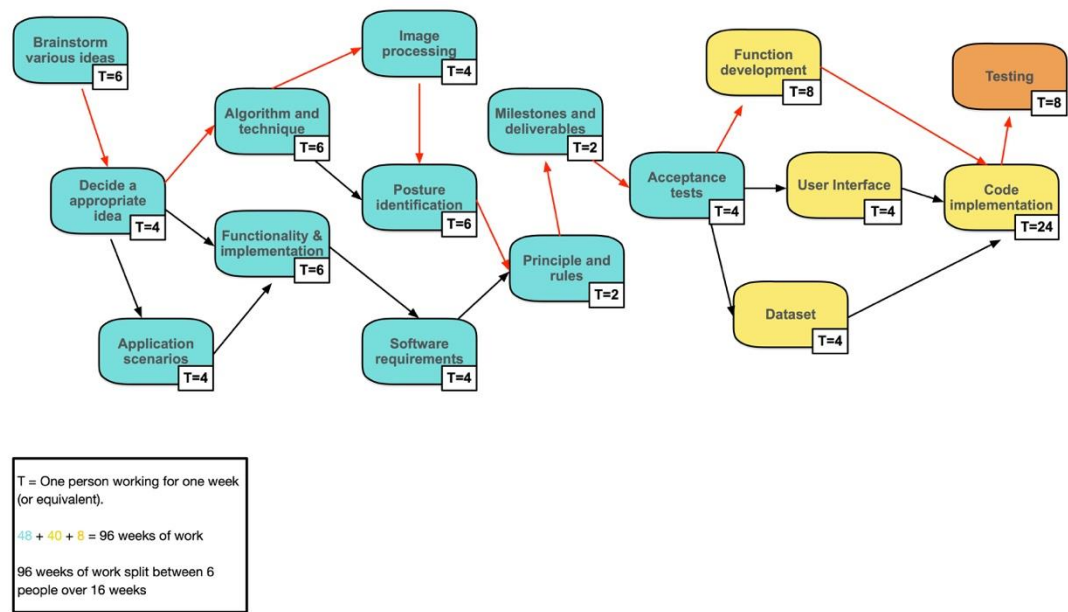 Brainstorm
various ideas
T=6
Image
processing
T=4
Function
development
T=8
Testing
T=8
Algorithm and
technique
T=6
Milestones and
deliverables
T=2
Decide a
appropriate
idea
T=4
Posture
identification
T=6
Acceptance
tests
T=4
User Interface
T=4
Code
implementation
T=24
Functionality &
implementation
T=6
Principle and
rules
T=2
Application
scenarios
T=4
Software
requirements
T=4
Dataset
T=4
T = One person working for one week
(or equivalent).
48 + 40 + 8 = 96 weeks of work
96 weeks of work split between 6
people over 16 weeks